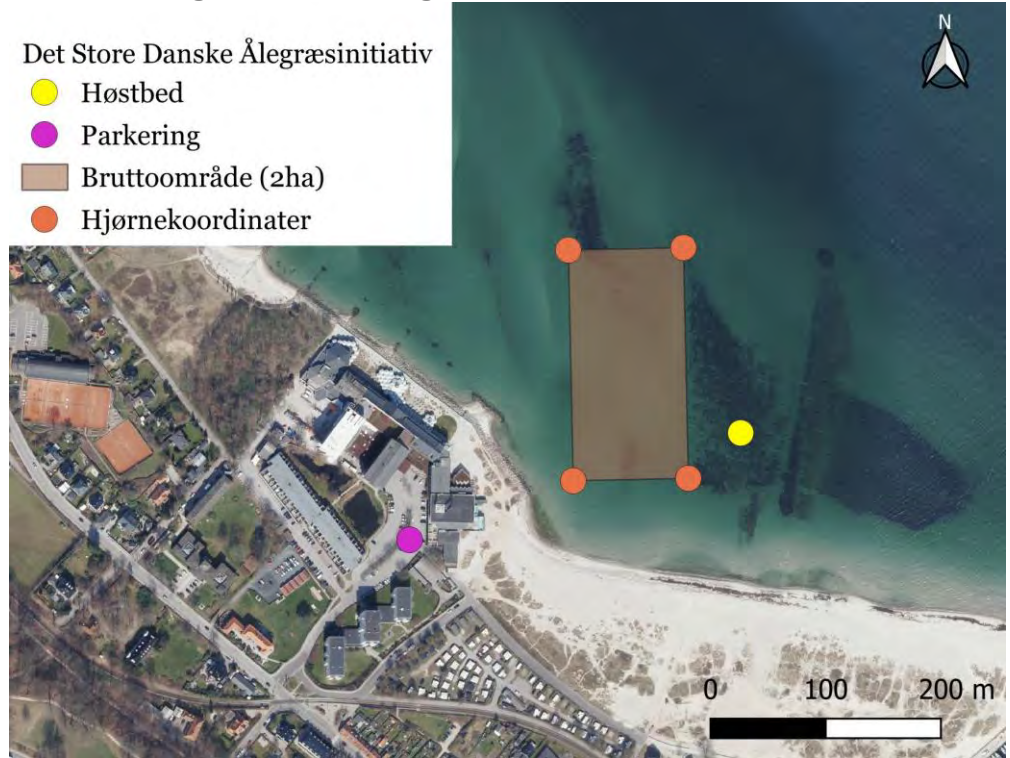 Det Store Danske Ålegræsinitiativ
Høstbed
Parkering
Bruttoområde (2ha)
Hjørnekoordinater
N
0 100 200 m